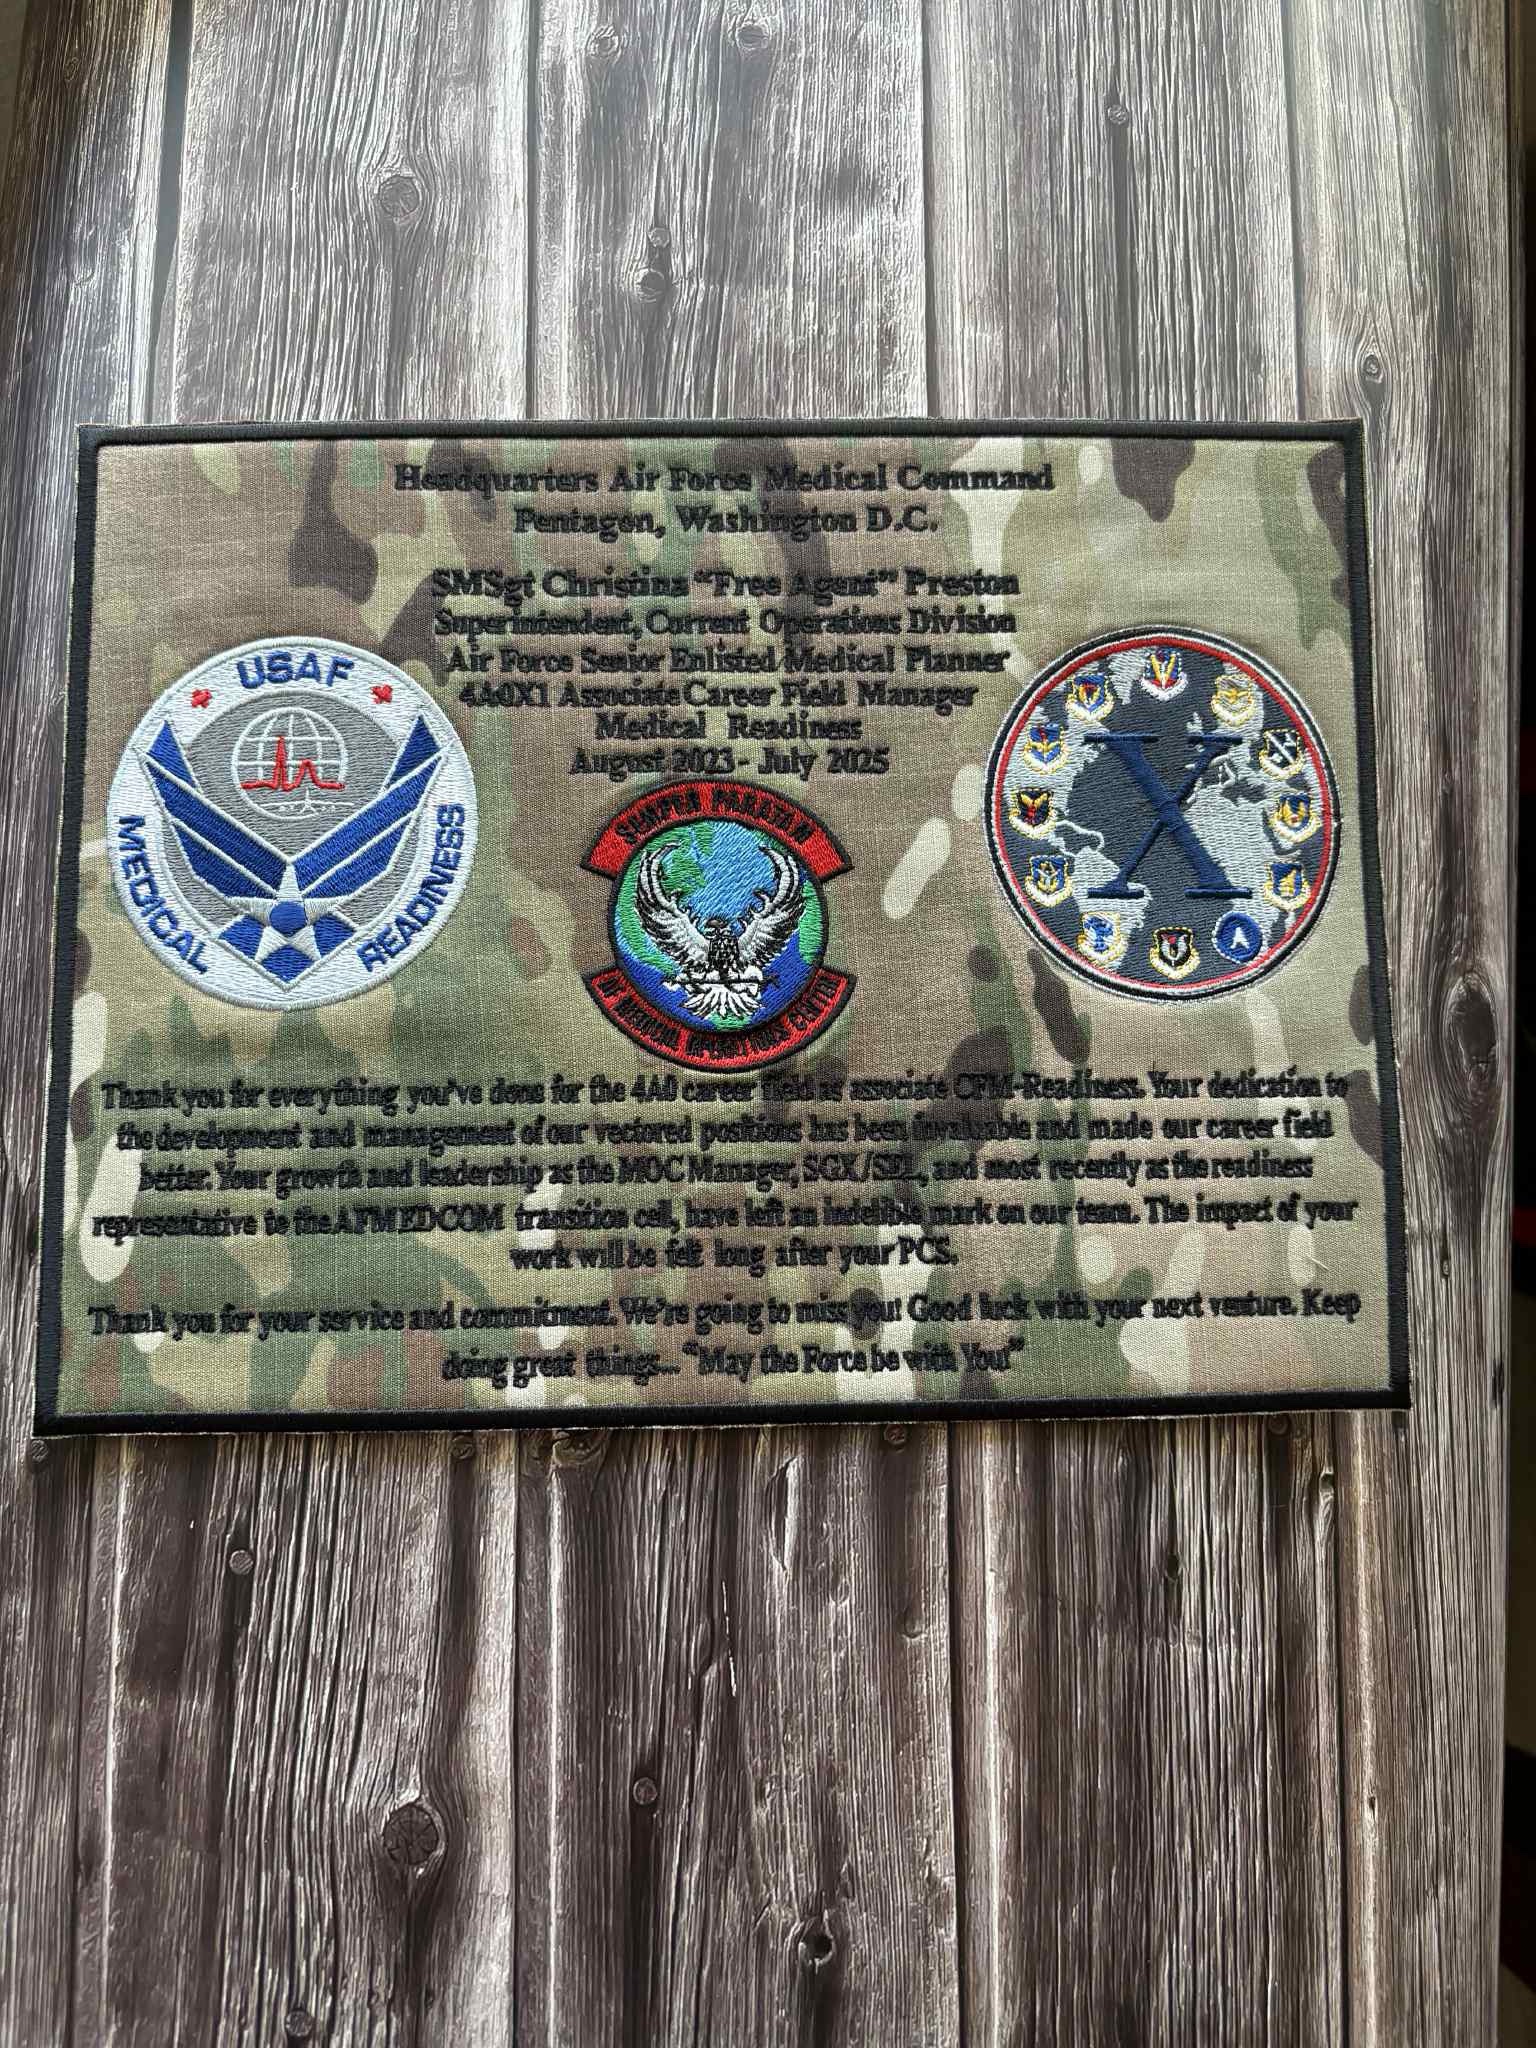 Headquarters Air Force Medical Command
Pentagon, Washington D.C.
SMSgt Christina “Free Agent” Preston
Superintendent, Current Operations Division
Air Force Senior Enlisted Medical Planner
4A0X1 Associate Career Field Manager
Medical Readiness
August 2023 - July 2025
USAF
MEDICAL READINESS
X
SEMPER PARATA
AF MEDICAL OPERATIONS CENTER
Thank you for everything you've done for the 4A0 career field as associate CFM-Readiness. Your dedication to
the development and management of our vectored positions has been invaluable and made our career field
better. Your growth and leadership as the MOC Manager, SGX/SEL, and most recently as the readiness
representative to the AFMEDCOM transition cell, have left an indelible mark on our team. The impact of your
work will be felt long after your PCS.
Thank you for your service and commitment. We're going to miss you! Good luck with your next venture. Keep
doing great things... “May the Force be with You!”